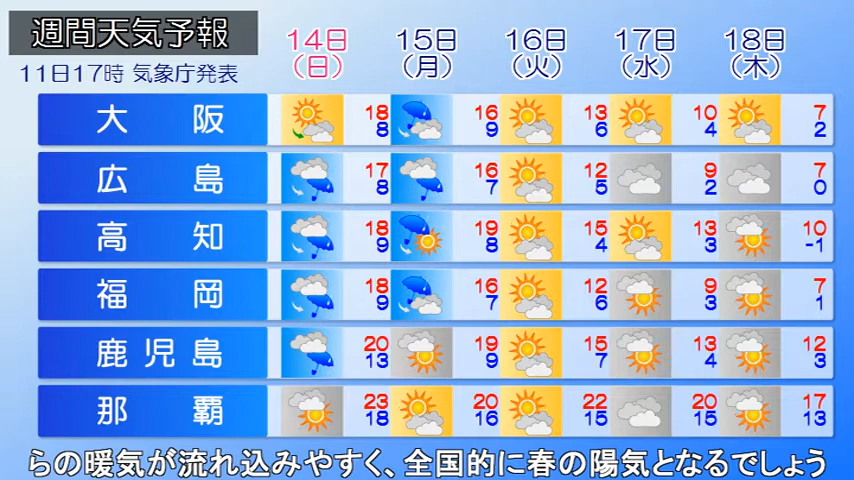 週間天気予報
11日17時 気象庁発表
14日 15日 16日 17日 18日
(日) (月) (火) (水) (木)
大阪 18 8 16 9 13 6 10 4 7 2
広島 17 8 16 7 12 5 9 2 7 0
高知 18 9 19 8 15 4 13 3 10 -1
福岡 18 9 16 7 12 6 9 3 7 1
鹿児島 20 13 19 9 15 7 13 4 12 3
那覇 23 18 20 16 22 15 20 15 17 13
らの暖気が流れ込みやすく、全国的に春の陽気となるでしょう